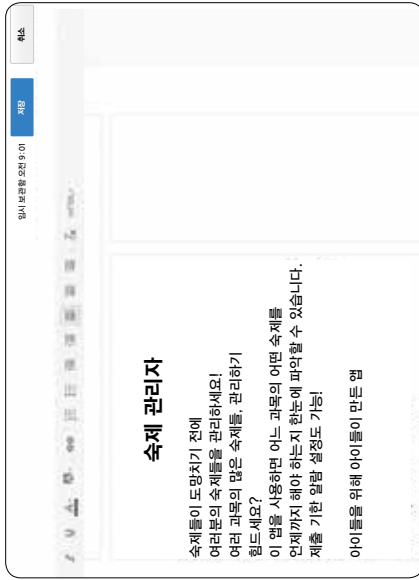 취소
저장
임시 보관함 오전 9:01
숙제 관리자
숙제들이 도망치기 전에
여러분의 숙제들을 관리하세요!
여러 과목의 많은 숙제들, 관리하기
힘드세요?
이 앱을 사용하면 어느 과목의 어떤 숙제를
언제까지 해야 하는지 한눈에 파악할 수 있습니다.
제출 기한 알람 설정도 가능!
아이들을 위해 아이들이 만든 앱